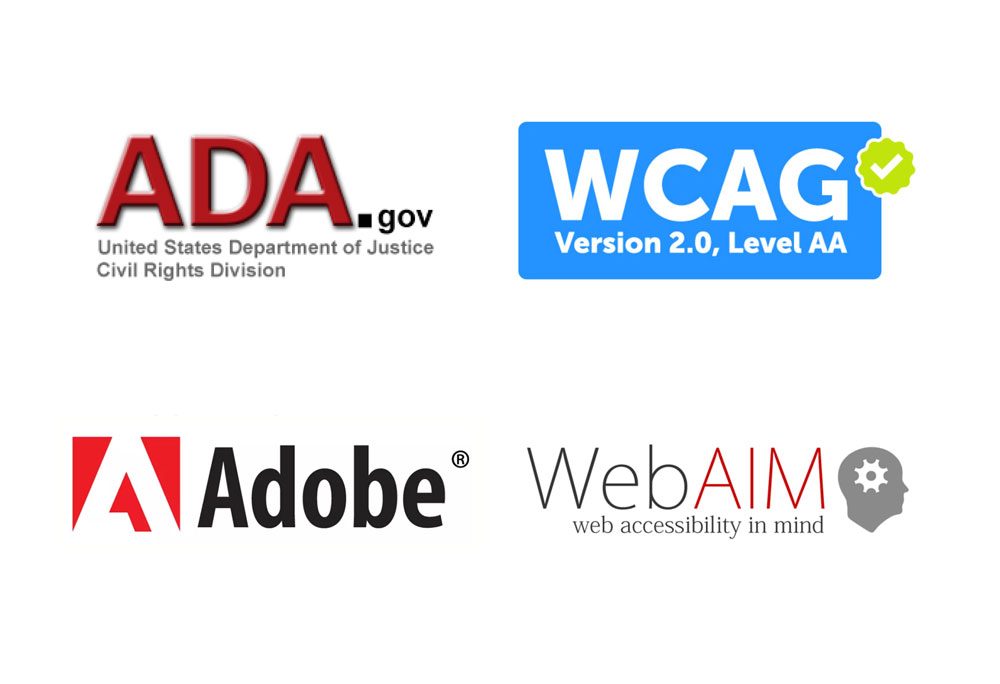 ADA.gov
United States Department of Justice
Civil Rights Division
WCAG
Version 2.0, Level AA
Adobe®
WebAIM
web accessibility in mind